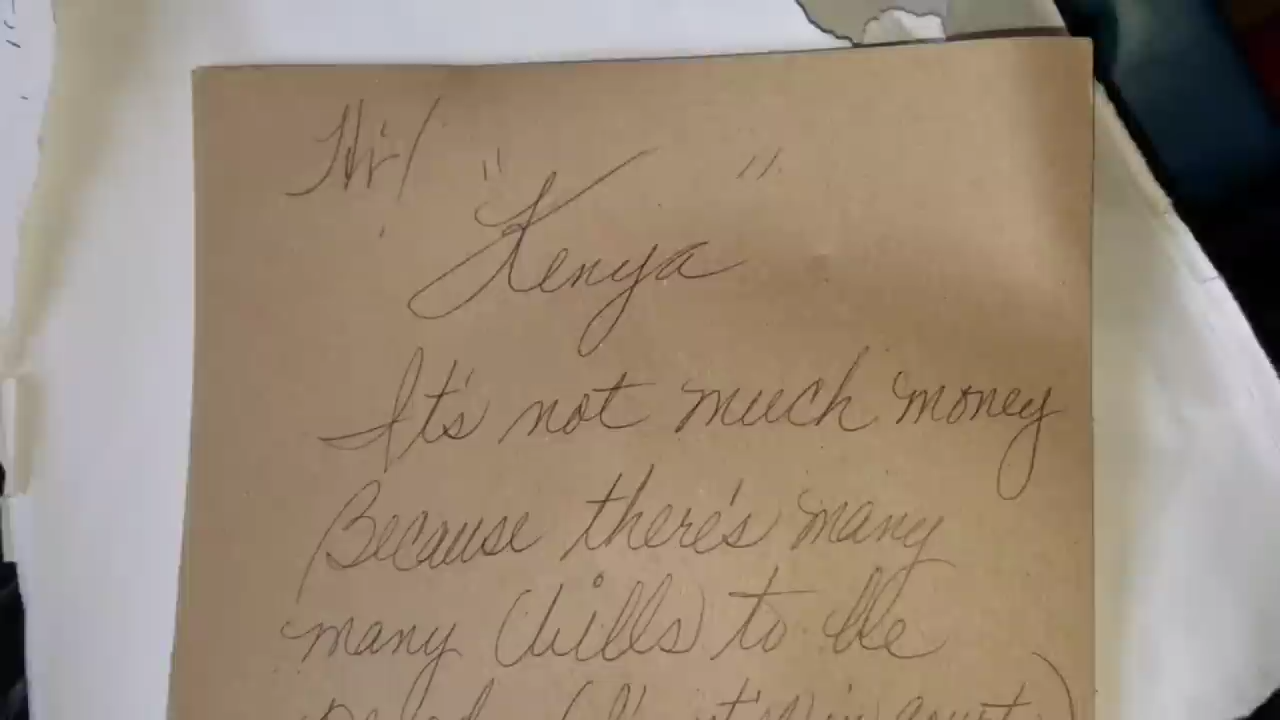 Hi!
"Kenya"
It's not much money
Because there's many
many (bills) to be